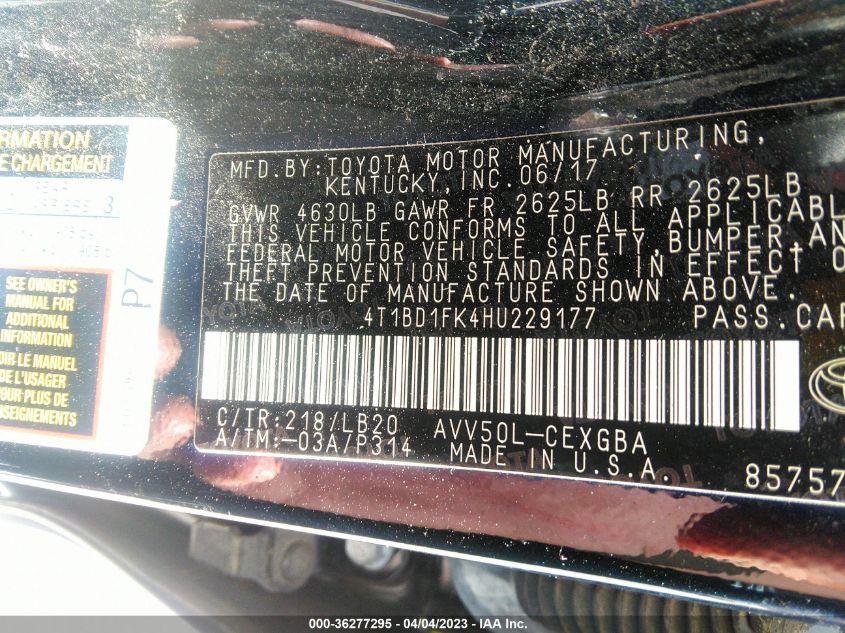 RMATION
E CHARGEMENT
SEE OWNER'S
MANUAL FOR
ADDITIONAL
INFORMATION
OIR LE MANUEL
DE L'USAGER
POUR PLUS DE
NSEIGNEMENTS
P7
MFD.BY:TOYOTA MOTOR MANUFACTURING,
KENTUCKY,INC.06/17
GVWR 4630LB GAWR FR 2625LB RR 2625LB
THIS VEHICLE CONFORMS TO ALL APPLICABL
FEDERAL MOTOR VEHICLE SAFETY,BUMPER,AN
THEFT PREVENTION STANDARDS IN EFFECT O
THE DATE OF MANUFACTURE SHOWN ABOVE.
4T1BD1FK4HU229177 PASS.CAR
C/TR:218/LB20 AVV50L-CEXGBA
A/TM:-03A/P314 MADE IN U.S.A.
85757
000-36277295 - 04/04/2023 - © IAA Inc.